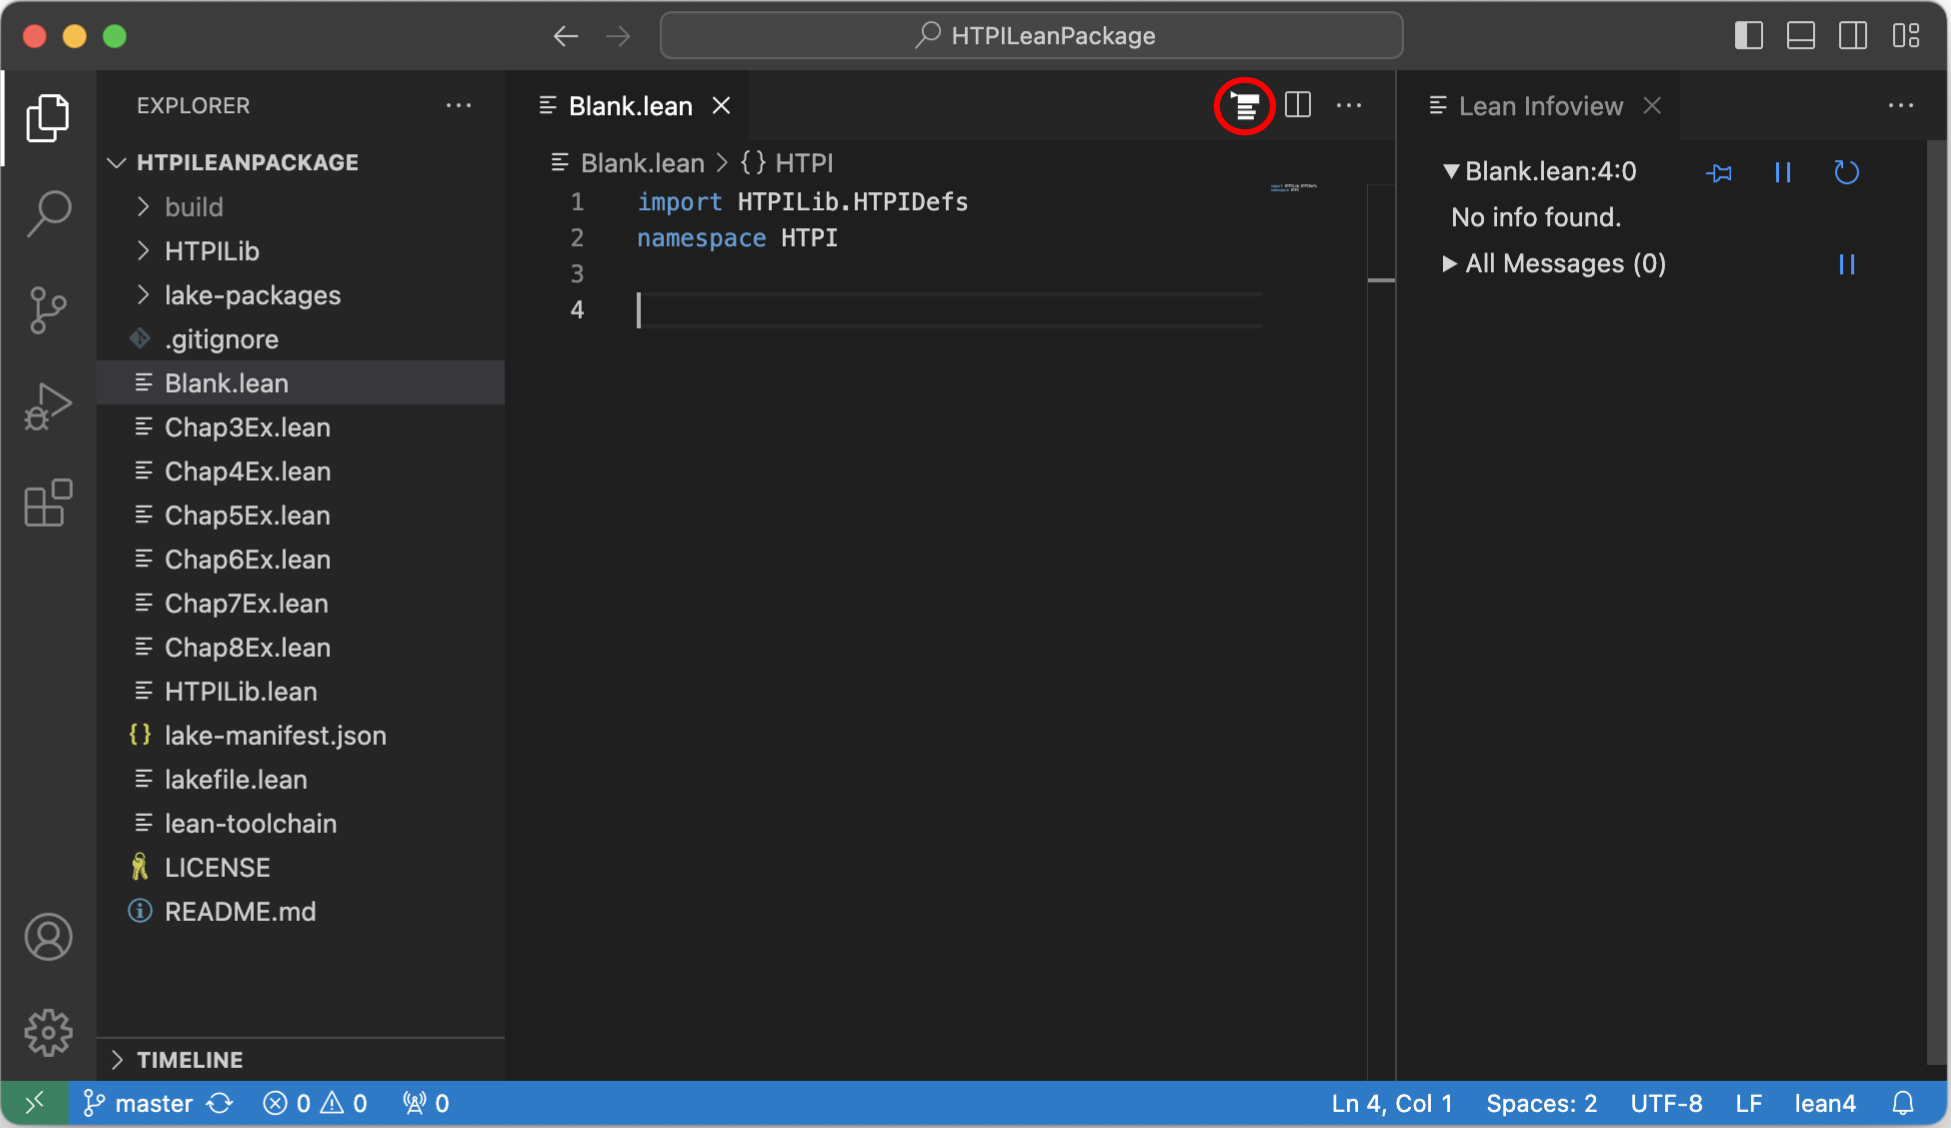 HTPILeanPackage
EXPLORER
HTPILEANPACKAGE
build
HTPILib
lake-packages
.gitignore
Blank.lean
Chap3Ex.lean
Chap4Ex.lean
Chap5Ex.lean
Chap6Ex.lean
Chap7Ex.lean
Chap8Ex.lean
HTPILib.lean
{} lake-manifest.json
lakefile.lean
lean-toolchain
LICENSE
README.md
TIMELINE
Blank.lean
Blank.lean > {} HTPI
1 import HTPILib.HTPIDefs
2 namespace HTPI
3
4
Lean Infoview
Blank.lean:4:0
No info found.
All Messages (0)
master 0 0 0 Ln 4, Col 1 Spaces: 2 UTF-8 LF lean4